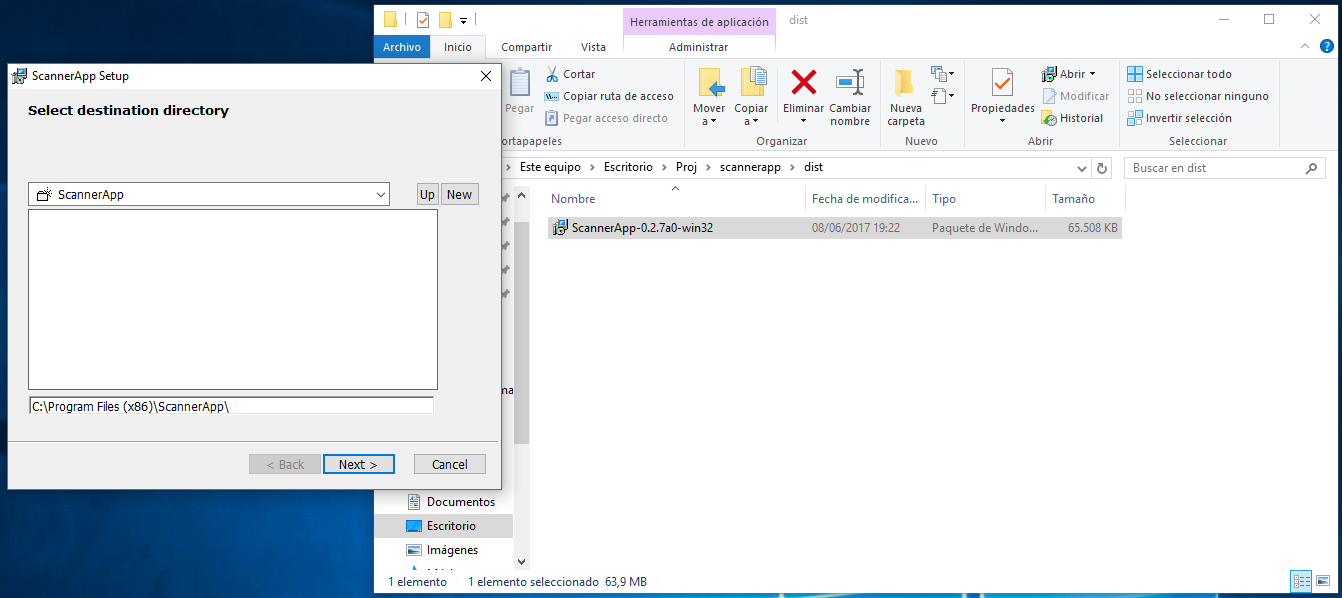 ScannerApp Setup
Select destination directory
ScannerApp
Up
New
C:\Program Files (x86)\ScannerApp\
< Back
Next >
Cancel
Herramientas de aplicación
dist
Archivo
Inicio
Compartir
Vista
Administrar
Pegar
Cortar
Copiar ruta de acceso
Pegar acceso directo
ortapapeles
Mover a
Copiar a
Eliminar
Cambiar nombre
Organizar
Nueva carpeta
Nuevo
Propiedades
Abrir
Modificar
Historial
Abrir
Seleccionar todo
No seleccionar ninguno
Invertir selección
Seleccionar
Este equipo > Escritorio > Proj > scannerapp > dist
Buscar en dist
Nombre
Fecha de modifica...
Tipo
Tamaño
ScannerApp-0.2.7a0-win32
08/06/2017 19:22
Paquete de Windo...
65.508 KB
ma
Documentos
Escritorio
Imágenes
1 elemento
1 elemento seleccionado 63,9 MB